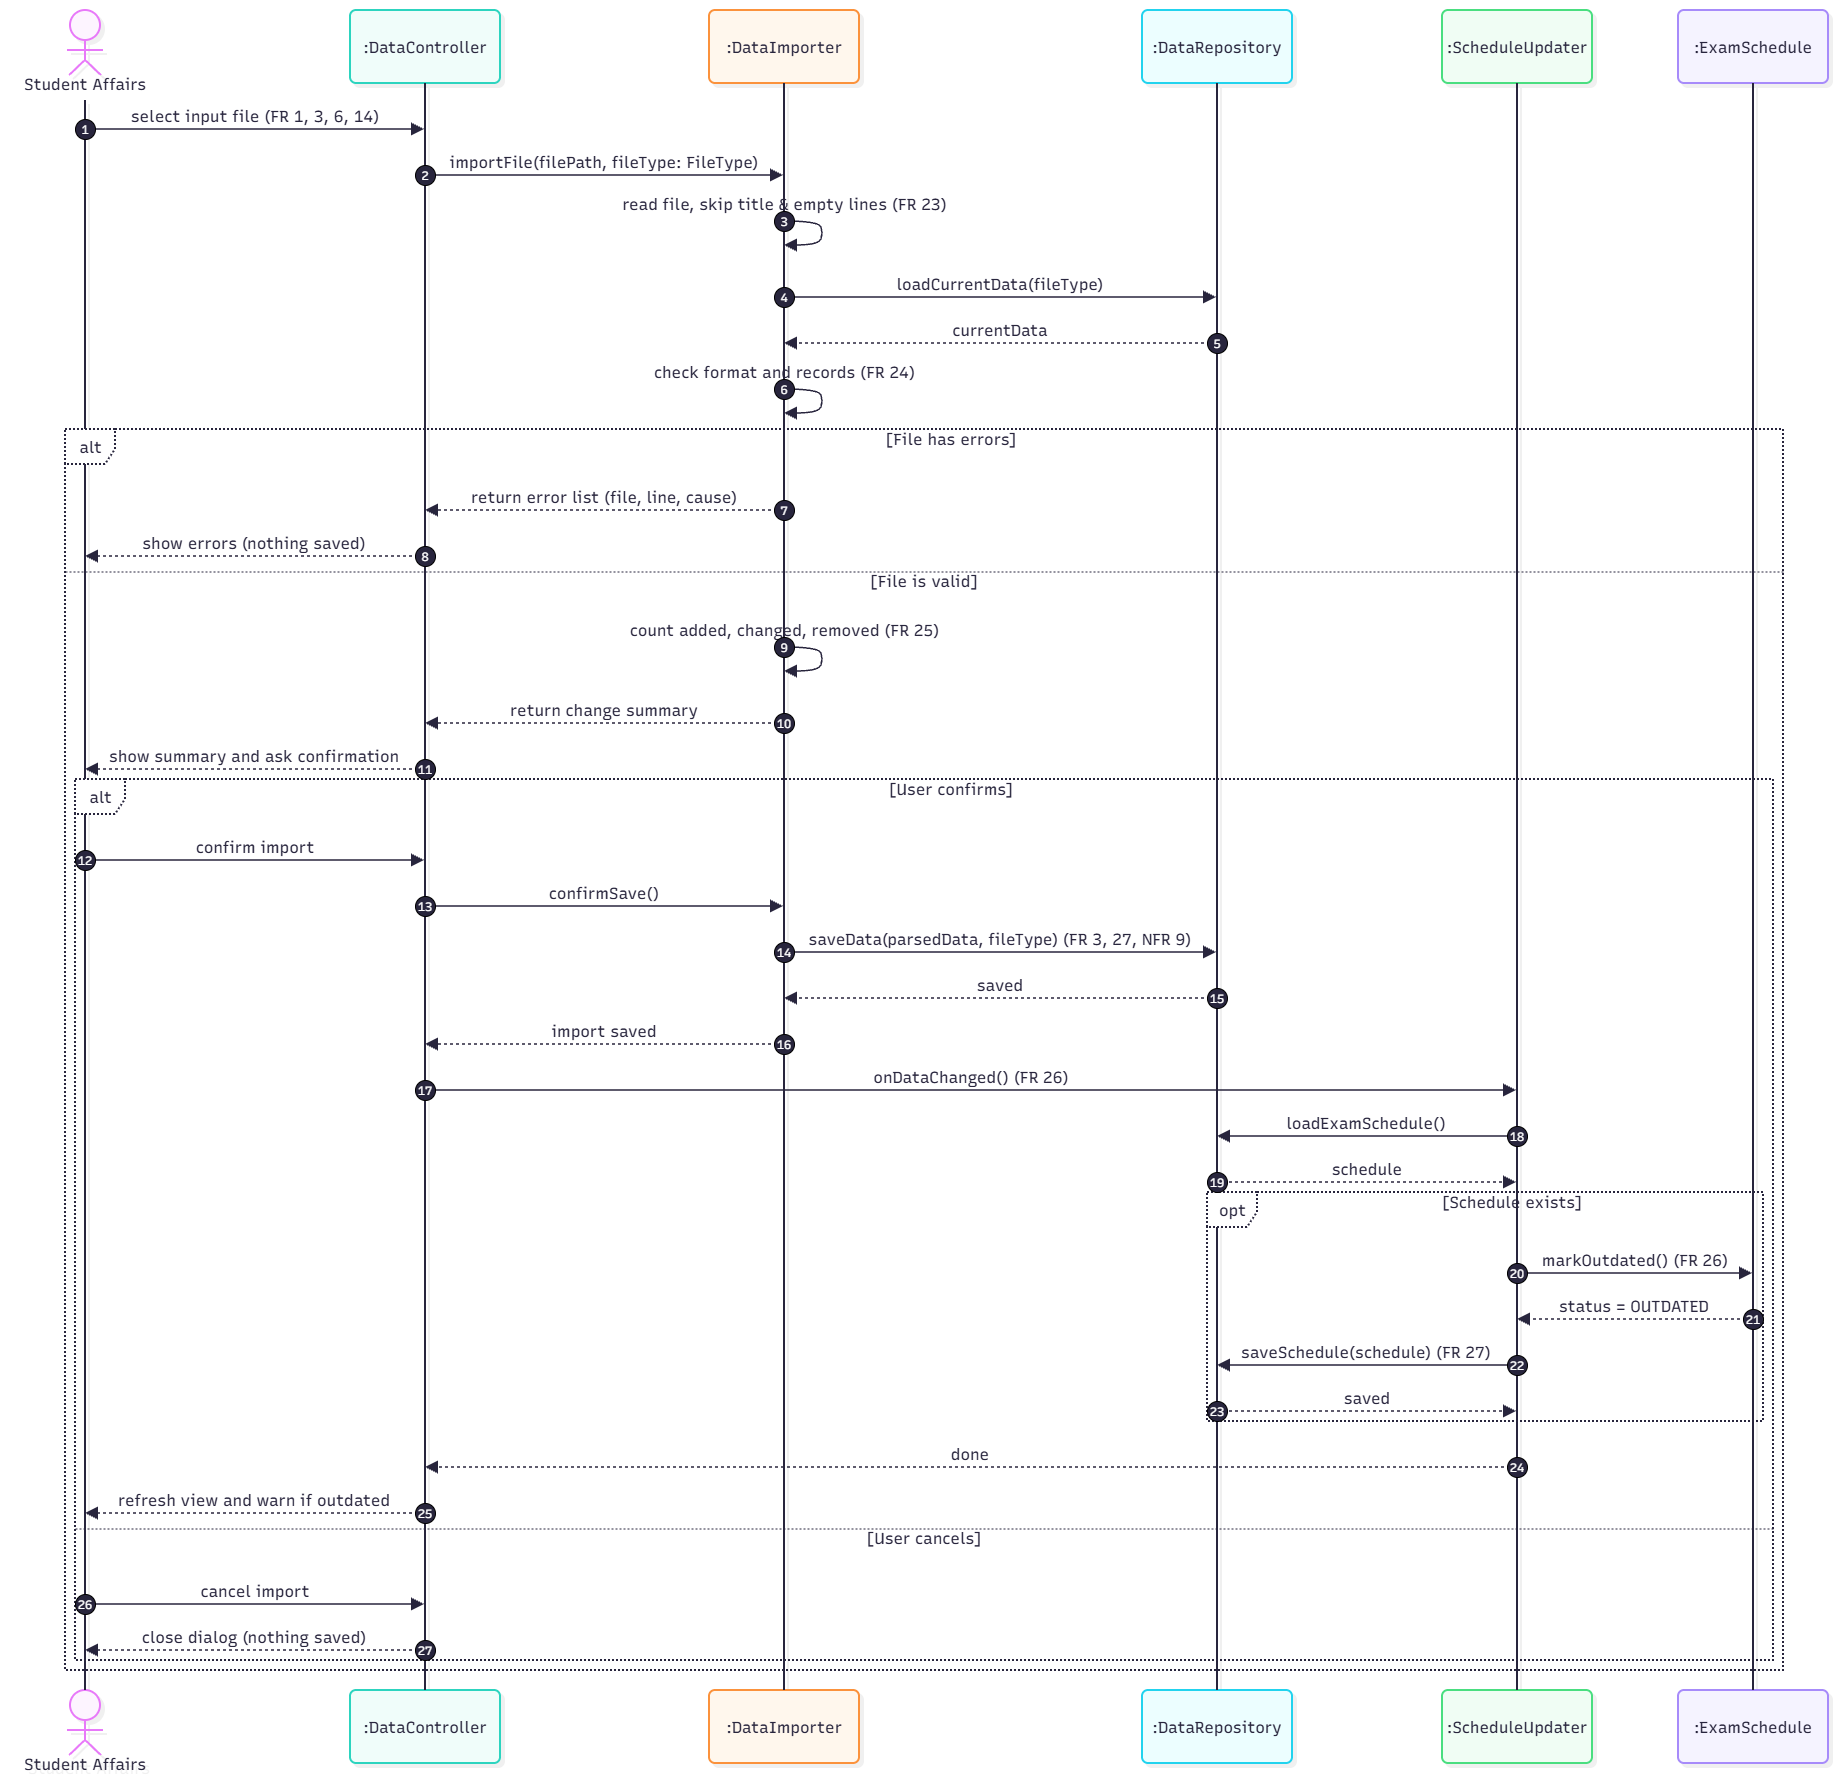 Student Affairs
:DataController
:DataImporter
:DataRepository
:ScheduleUpdater
:ExamSchedule
1
select input file (FR 1, 3, 6, 14)
2
importFile(filePath, fileType: FileType)
read file, skip title & empty lines (FR 23)
3
4
loadCurrentData(fileType)
currentData
5
check format and records (FR 24)
6
alt
[File has errors]
return error list (file, line, cause)
7
show errors (nothing saved)
8
[File is valid]
count added, changed, removed (FR 25)
9
return change summary
10
show summary and ask confirmation
11
alt
[User confirms]
12
confirm import
13
confirmSave()
14
saveData(parsedData, fileType) (FR 3, 27, NFR 9)
saved
15
import saved
16
17
onDataChanged() (FR 26)
loadExamSchedule()
18
19
schedule
opt
[Schedule exists]
20
markOutdated() (FR 26)
status = OUTDATED
21
saveSchedule(schedule) (FR 27)
22
23
saved
done
24
refresh view and warn if outdated
25
[User cancels]
26
cancel import
close dialog (nothing saved)
27
Student Affairs
:DataController
:DataImporter
:DataRepository
:ScheduleUpdater
:ExamSchedule